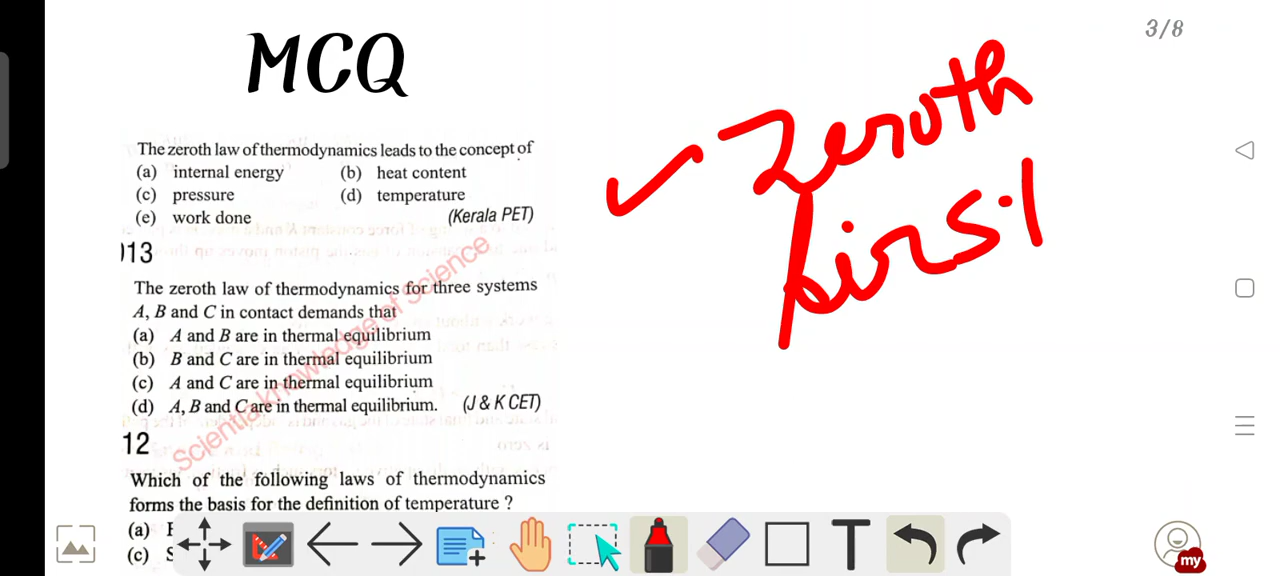 3/8
MCQ
The zeroth law of thermodynamics leads to the concept of
(a) internal energy (b) heat content
(c) pressure (d) temperature
(e) work done (Kerala PET)
013
The zeroth law of thermodynamics for three systems
A, B and C in contact demands that
(a) A and B are in thermal equilibrium
(b) B and C are in thermal equilibrium
(c) A and C are in thermal equilibrium
(d) A, B and C are in thermal equilibrium. (J & K CET)
12
Which of the following laws of thermodynamics
forms the basis for the definition of temperature ?
(a)
(c) S
Scientia knowledge of Science
Zeroth
first
T
my